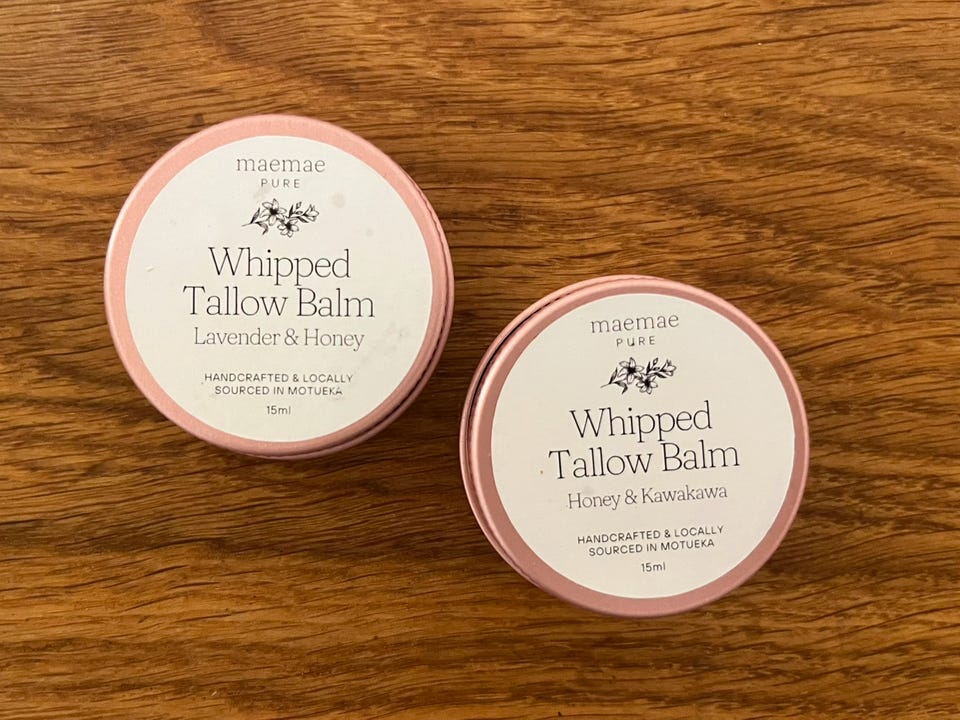 maemae
PURE
Whipped
Tallow Balm
Lavender & Honey
HANDCRAFTED & LOCALLY
SOURCED IN MOTUEKA
15ml
maemae
PURE
Whipped
Tallow Balm
Honey & Kawakawa
HANDCRAFTED & LOCALLY
SOURCED IN MOTUEKA
15ml